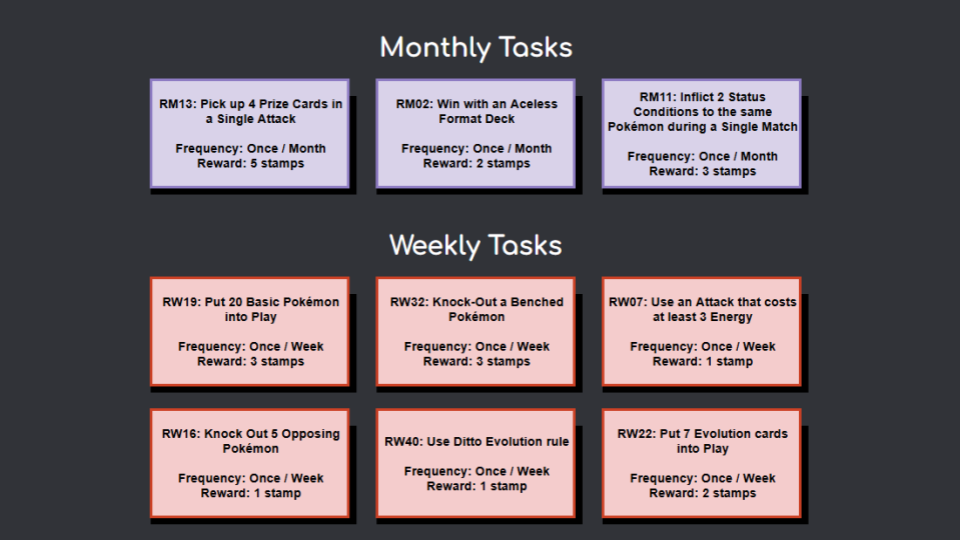 Monthly Tasks
RM13: Pick up 4 Prize Cards in
a Single Attack
Frequency: Once / Month
Reward: 5 stamps
RM02: Win with an Aceless
Format Deck
Frequency: Once / Month
Reward: 2 stamps
RM11: Inflict 2 Status
Conditions to the same
Pokémon during a Single Match
Frequency: Once / Month
Reward: 3 stamps
Weekly Tasks
RW19: Put 20 Basic Pokémon
into Play
Frequency: Once / Week
Reward: 3 stamps
RW32: Knock-Out a Benched
Pokémon
Frequency: Once / Week
Reward: 3 stamps
RW07: Use an Attack that costs
at least 3 Energy
Frequency: Once / Week
Reward: 1 stamp
RW16: Knock Out 5 Opposing
Pokémon
Frequency: Once / Week
Reward: 1 stamp
RW40: Use Ditto Evolution rule
Frequency: Once / Week
Reward: 1 stamp
RW22: Put 7 Evolution cards
into Play
Frequency: Once / Week
Reward: 2 stamps